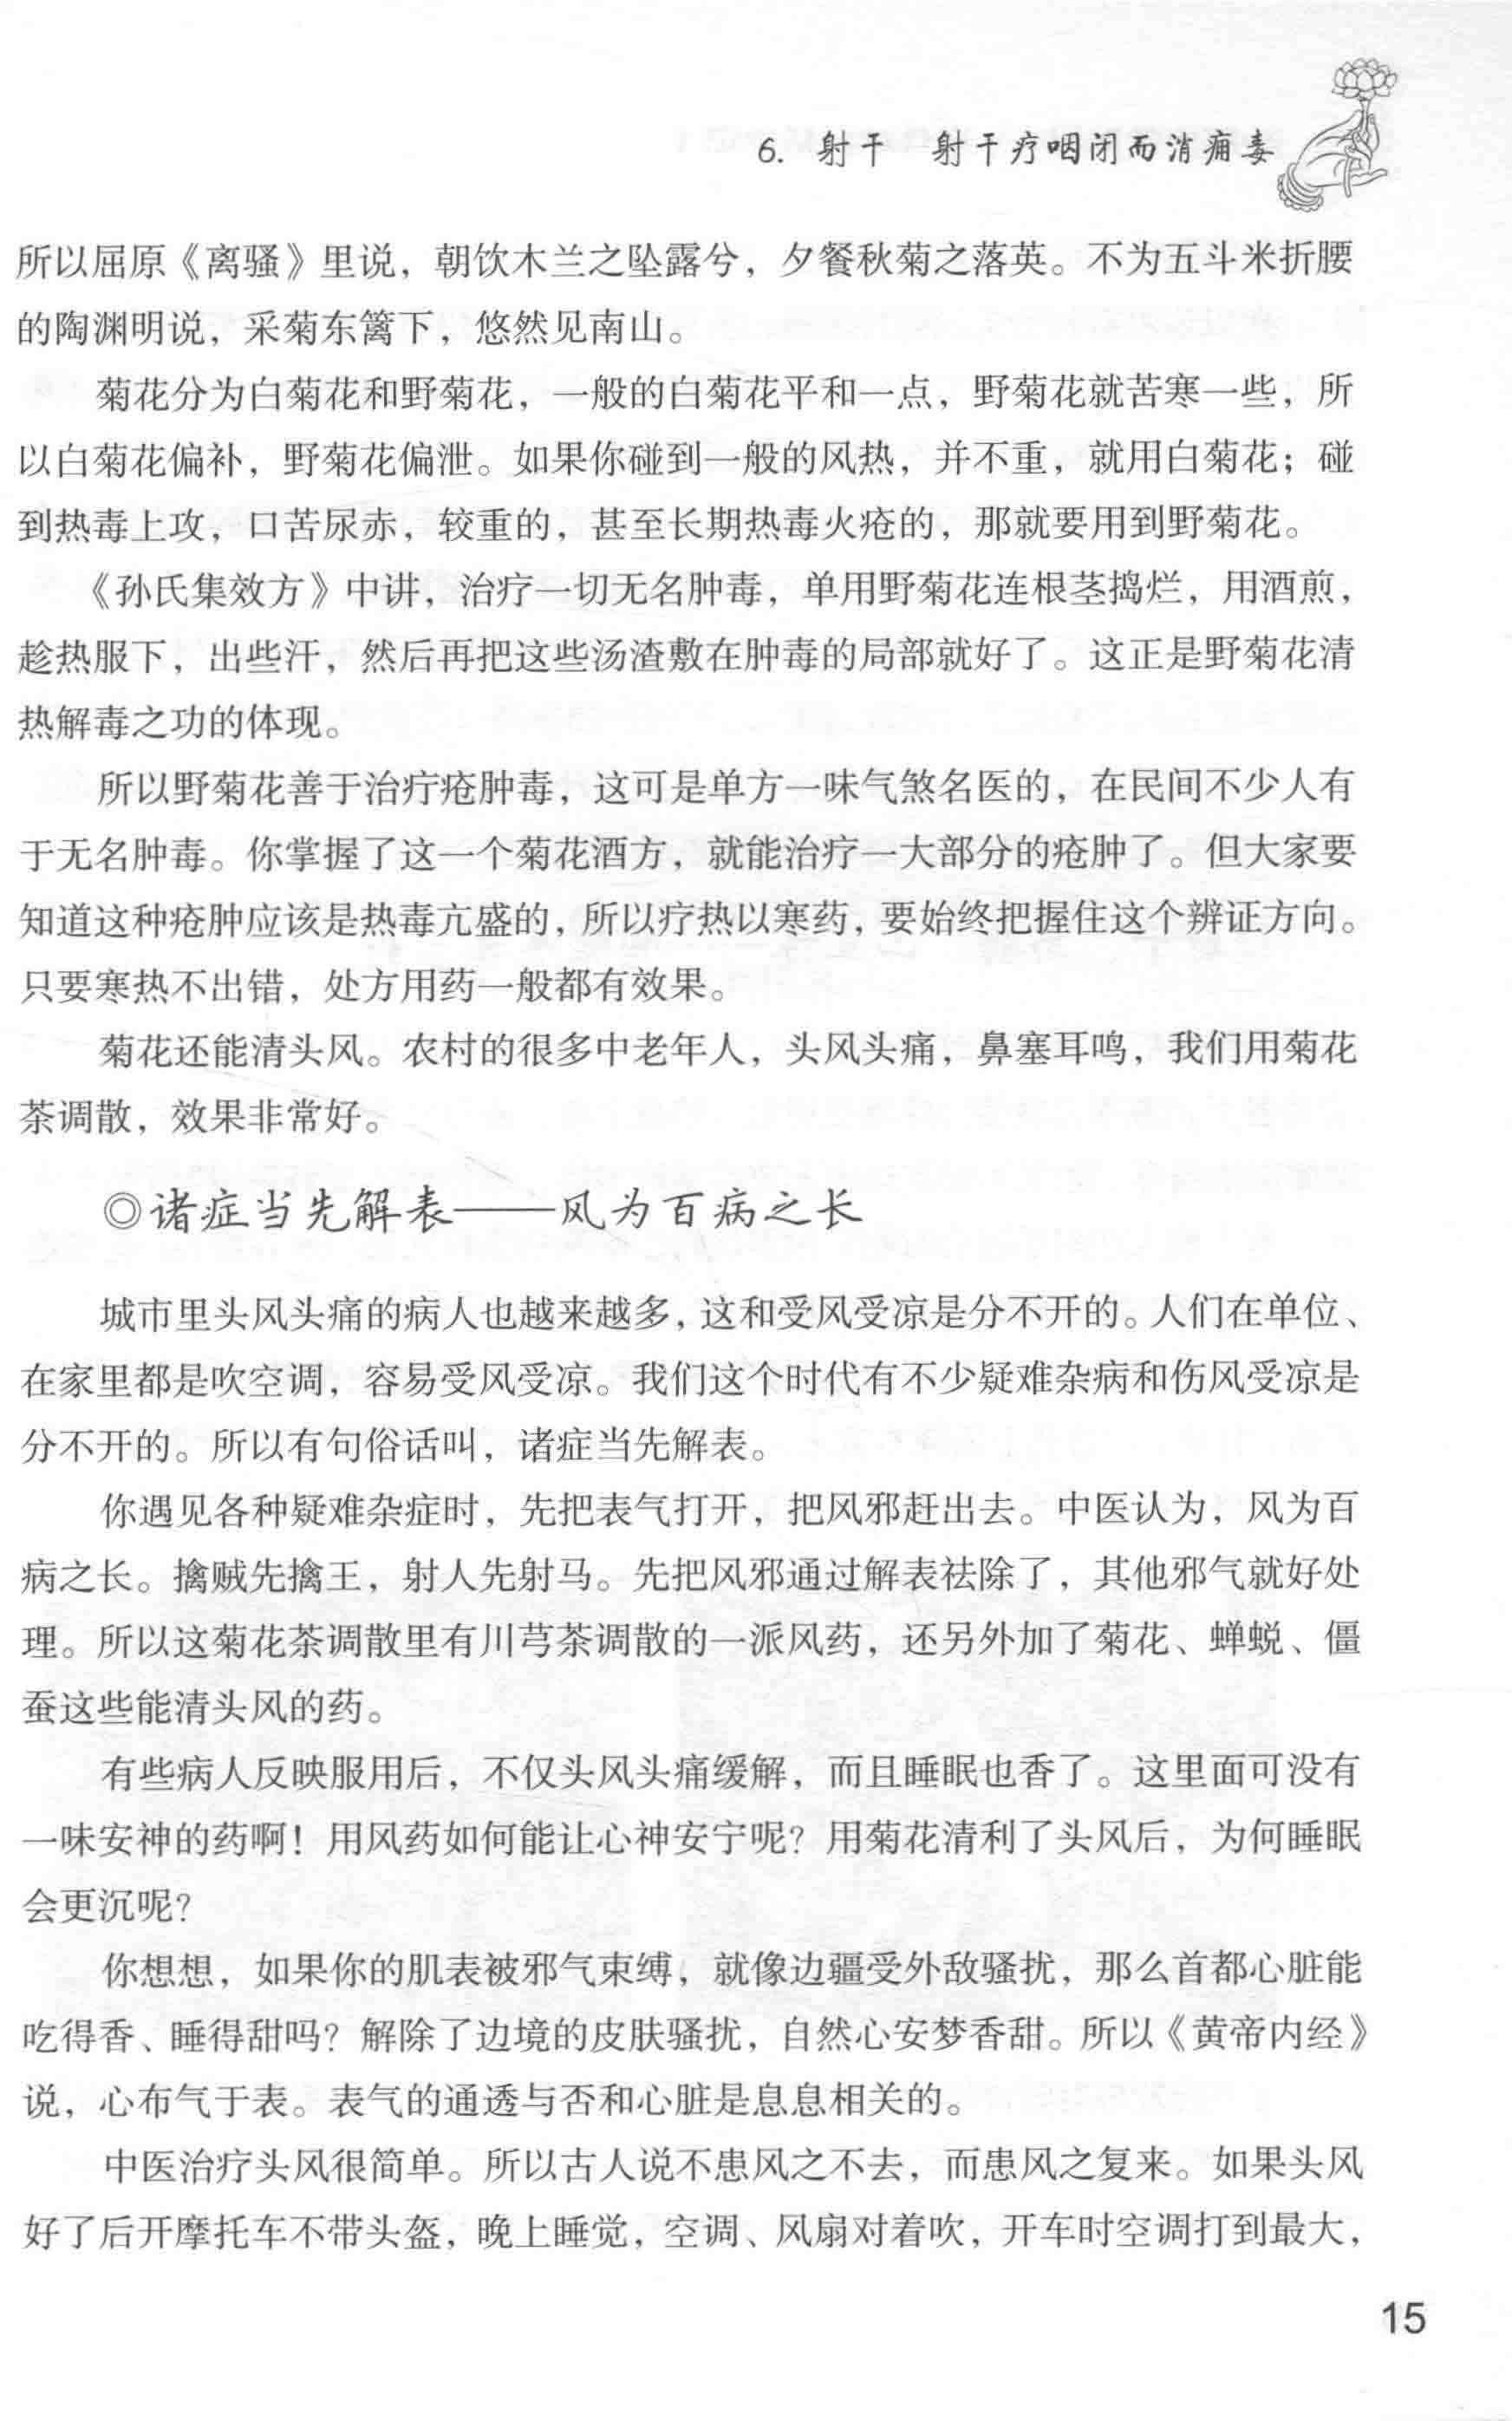 6. 射干　射干疗咽闭而消痈毒
所以屈原《离骚》里说，朝饮木兰之坠露兮，夕餐秋菊之落英。不为五斗米折腰
的陶渊明说，采菊东篱下，悠然见南山。
菊花分为白菊花和野菊花，一般的白菊花平和一点，野菊花就苦寒一些，所
以白菊花偏补，野菊花偏泄。如果你碰到一般的风热，并不重，就用白菊花；碰
到热毒上攻，口苦尿赤，较重的，甚至长期热毒火疮的，那就要用到野菊花。
《孙氏集效方》中讲，治疗一切无名肿毒，单用野菊花连根茎捣烂，用酒煎，
趁热服下，出些汗，然后再把这些汤渣敷在肿毒的局部就好了。这正是野菊花清
热解毒之功的体现。
所以野菊花善于治疔疮肿毒，这可是单方一味气煞名医的，在民间不少人有
于无名肿毒。你掌握了这一个菊花酒方，就能治疗一大部分的疮肿了。但大家要
知道这种疮肿应该是热毒亢盛的，所以疗热以寒药，要始终把握住这个辨证方向。
只要寒热不出错，处方用药一般都有效果。
菊花还能清头风。农村的很多中老年人，头风头痛，鼻塞耳鸣，我们用菊花
茶调散，效果非常好。
◎诸症当先解表——风为百病之长
城市里头风头痛的病人也越来越多，这和受风受凉是分不开的。人们在单位、
在家里都是吹空调，容易受风受凉。我们这个时代有不少疑难杂病和伤风受凉是
分不开的。所以有句俗话叫，诸症当先解表。
你遇见各种疑难杂症时，先把表气打开，把风邪赶出去。中医认为，风为百
病之长。擒贼先擒王，射人先射马。先把风邪通过解表祛除了，其他邪气就好处
理。所以这菊花茶调散里有川芎茶调散的一派风药，还另外加了菊花、蝉蜕、僵
蚕这些能清头风的药。
有些病人反映服用后，不仅头风头痛缓解，而且睡眠也香了。这里面可没有
一味安神的药啊！用风药如何能让心神安宁呢？用菊花清利了头风后，为何睡眠
会更沉呢？
你想想，如果你的肌表被邪气束缚，就像边疆受外敌骚扰，那么首都心脏能
吃得香、睡得甜吗？解除了边境的皮肤骚扰，自然心安梦香甜。所以《黄帝内经》
说，心布气于表。表气的通透与否和心脏是息息相关的。
中医治疗头风很简单。所以古人说不患风之不去，而患风之复来。如果头风
好了后开摩托车不带头盔，晚上睡觉，空调、风扇对着吹，开车时空调打到最大，
15